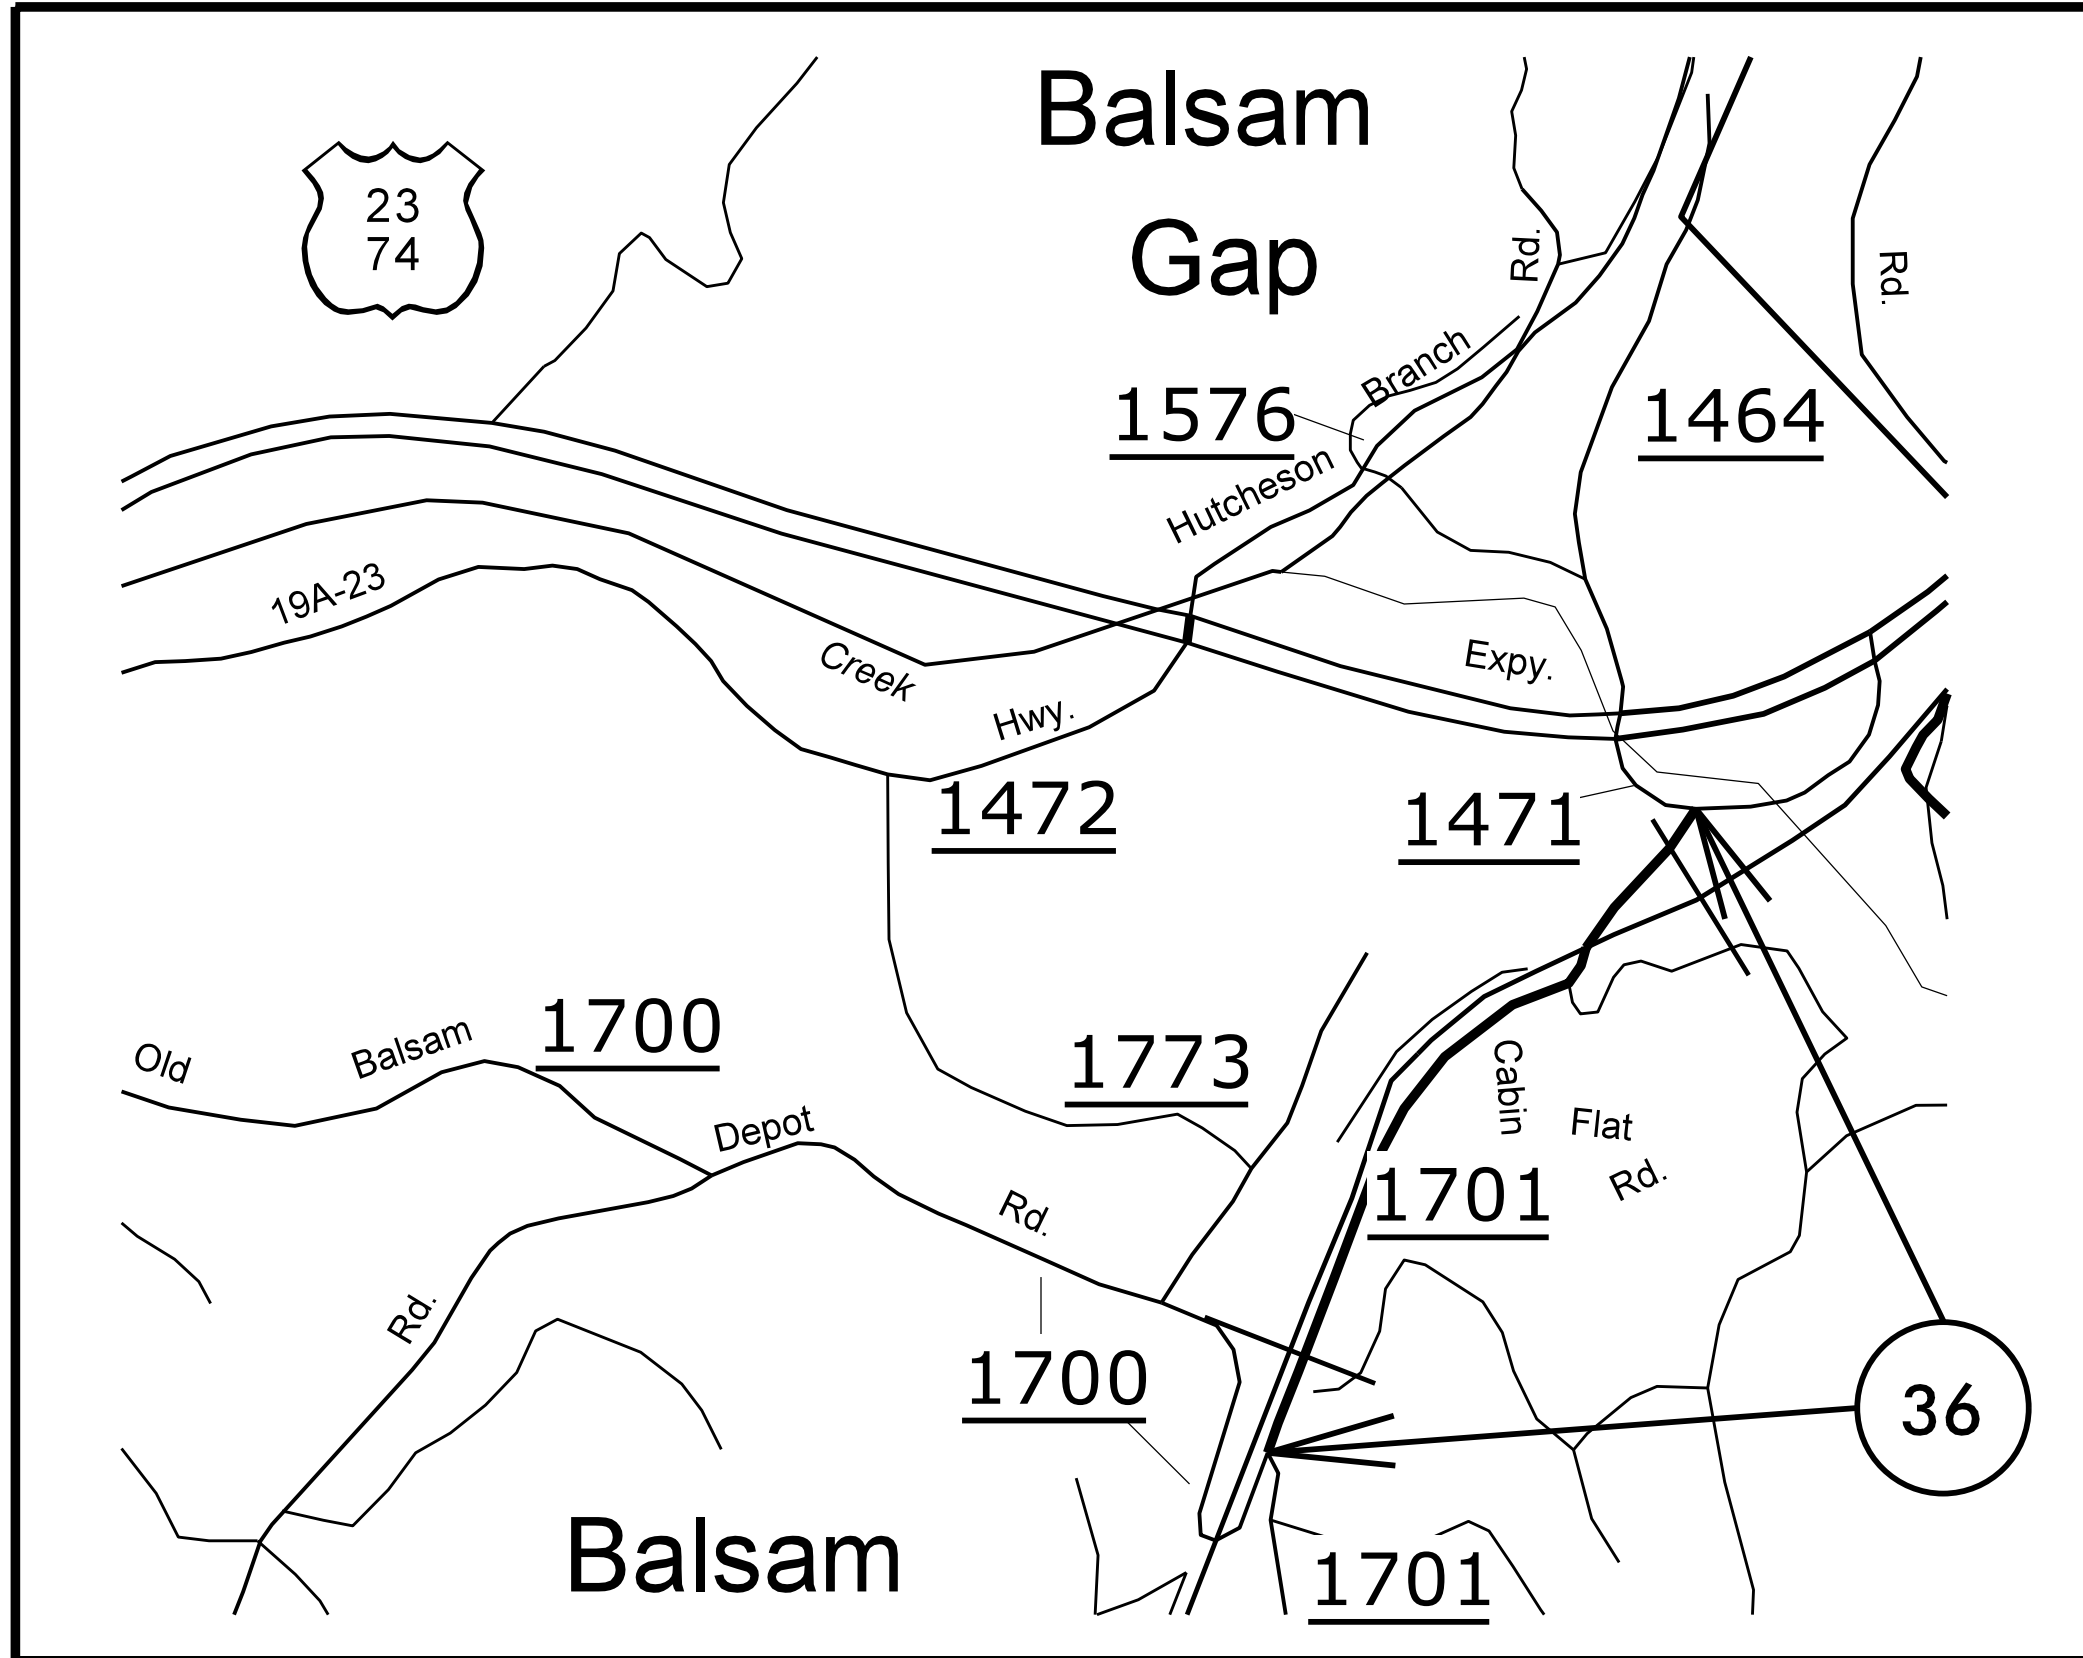 Balsam
Gap
23
74
Rd.
Rd.
Branch
1576
1464
Hutcheson
19A-23
Creek
Expy.
Hwy.
1472
1471
Old
Balsam
1700
1773
Cabin
Depot
Flat
Rd.
1701
Rd.
Rd.
1700
36
Balsam
1701